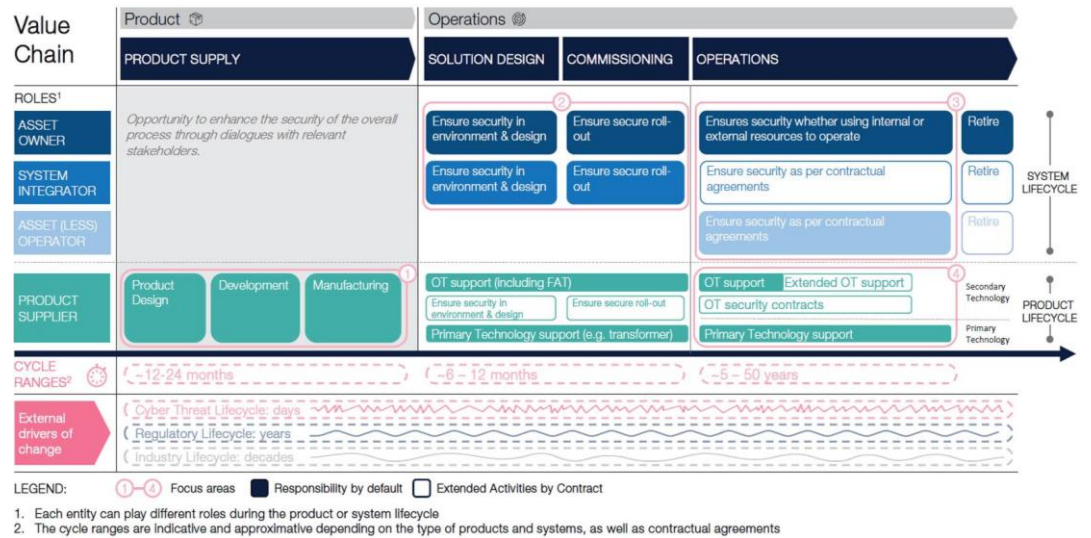 Value
Chain
Product
Operations
PRODUCT SUPPLY
SOLUTION DESIGN
COMMISSIONING
OPERATIONS
ROLES¹
ASSET
OWNER
Opportunity to enhance the security of the overall
process through dialogues with relevant
stakeholders.
2
3
Ensure security in
environment & design
Ensure secure roll-
out
Ensures security whether using internal or
external resources to operate
Retire
SYSTEM
INTEGRATOR
Ensure security in
environment & design
Ensure secure roll-
out
Ensure security as per contractual
agreements
Retire
SYSTEM
LIFECYCLE
ASSET (LESS)
OPERATOR
Ensure security as per contractual
agreements
Retire
PRODUCT
SUPPLIER
1
Product
Design
Development
Manufacturing
OT support (including FAT)
Ensure security in
environment & design
Ensure secure roll-out
Primary Technology support (e.g. transformer)
4
OT support
Extended OT support
OT security contracts
Primary Technology support
Secondary
Technology
Primary
Technology
PRODUCT
LIFECYCLE
CYCLE
RANGES²
~12-24 months
~6 – 12 months
~5 – 50 years
External
drivers of
change
Cyber Threat Lifecycle: days
Regulatory Lifecycle: years
Industry Lifecycle: decades
LEGEND:
1 4 Focus areas
Responsibility by default
Extended Activities by Contract
1. Each entity can play different roles during the product or system lifecycle
2. The cycle ranges are indicative and approximative depending on the type of products and systems, as well as contractual agreements